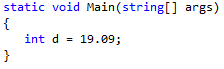 static void Main(string[] args)
{
    int d = 19.09;
}